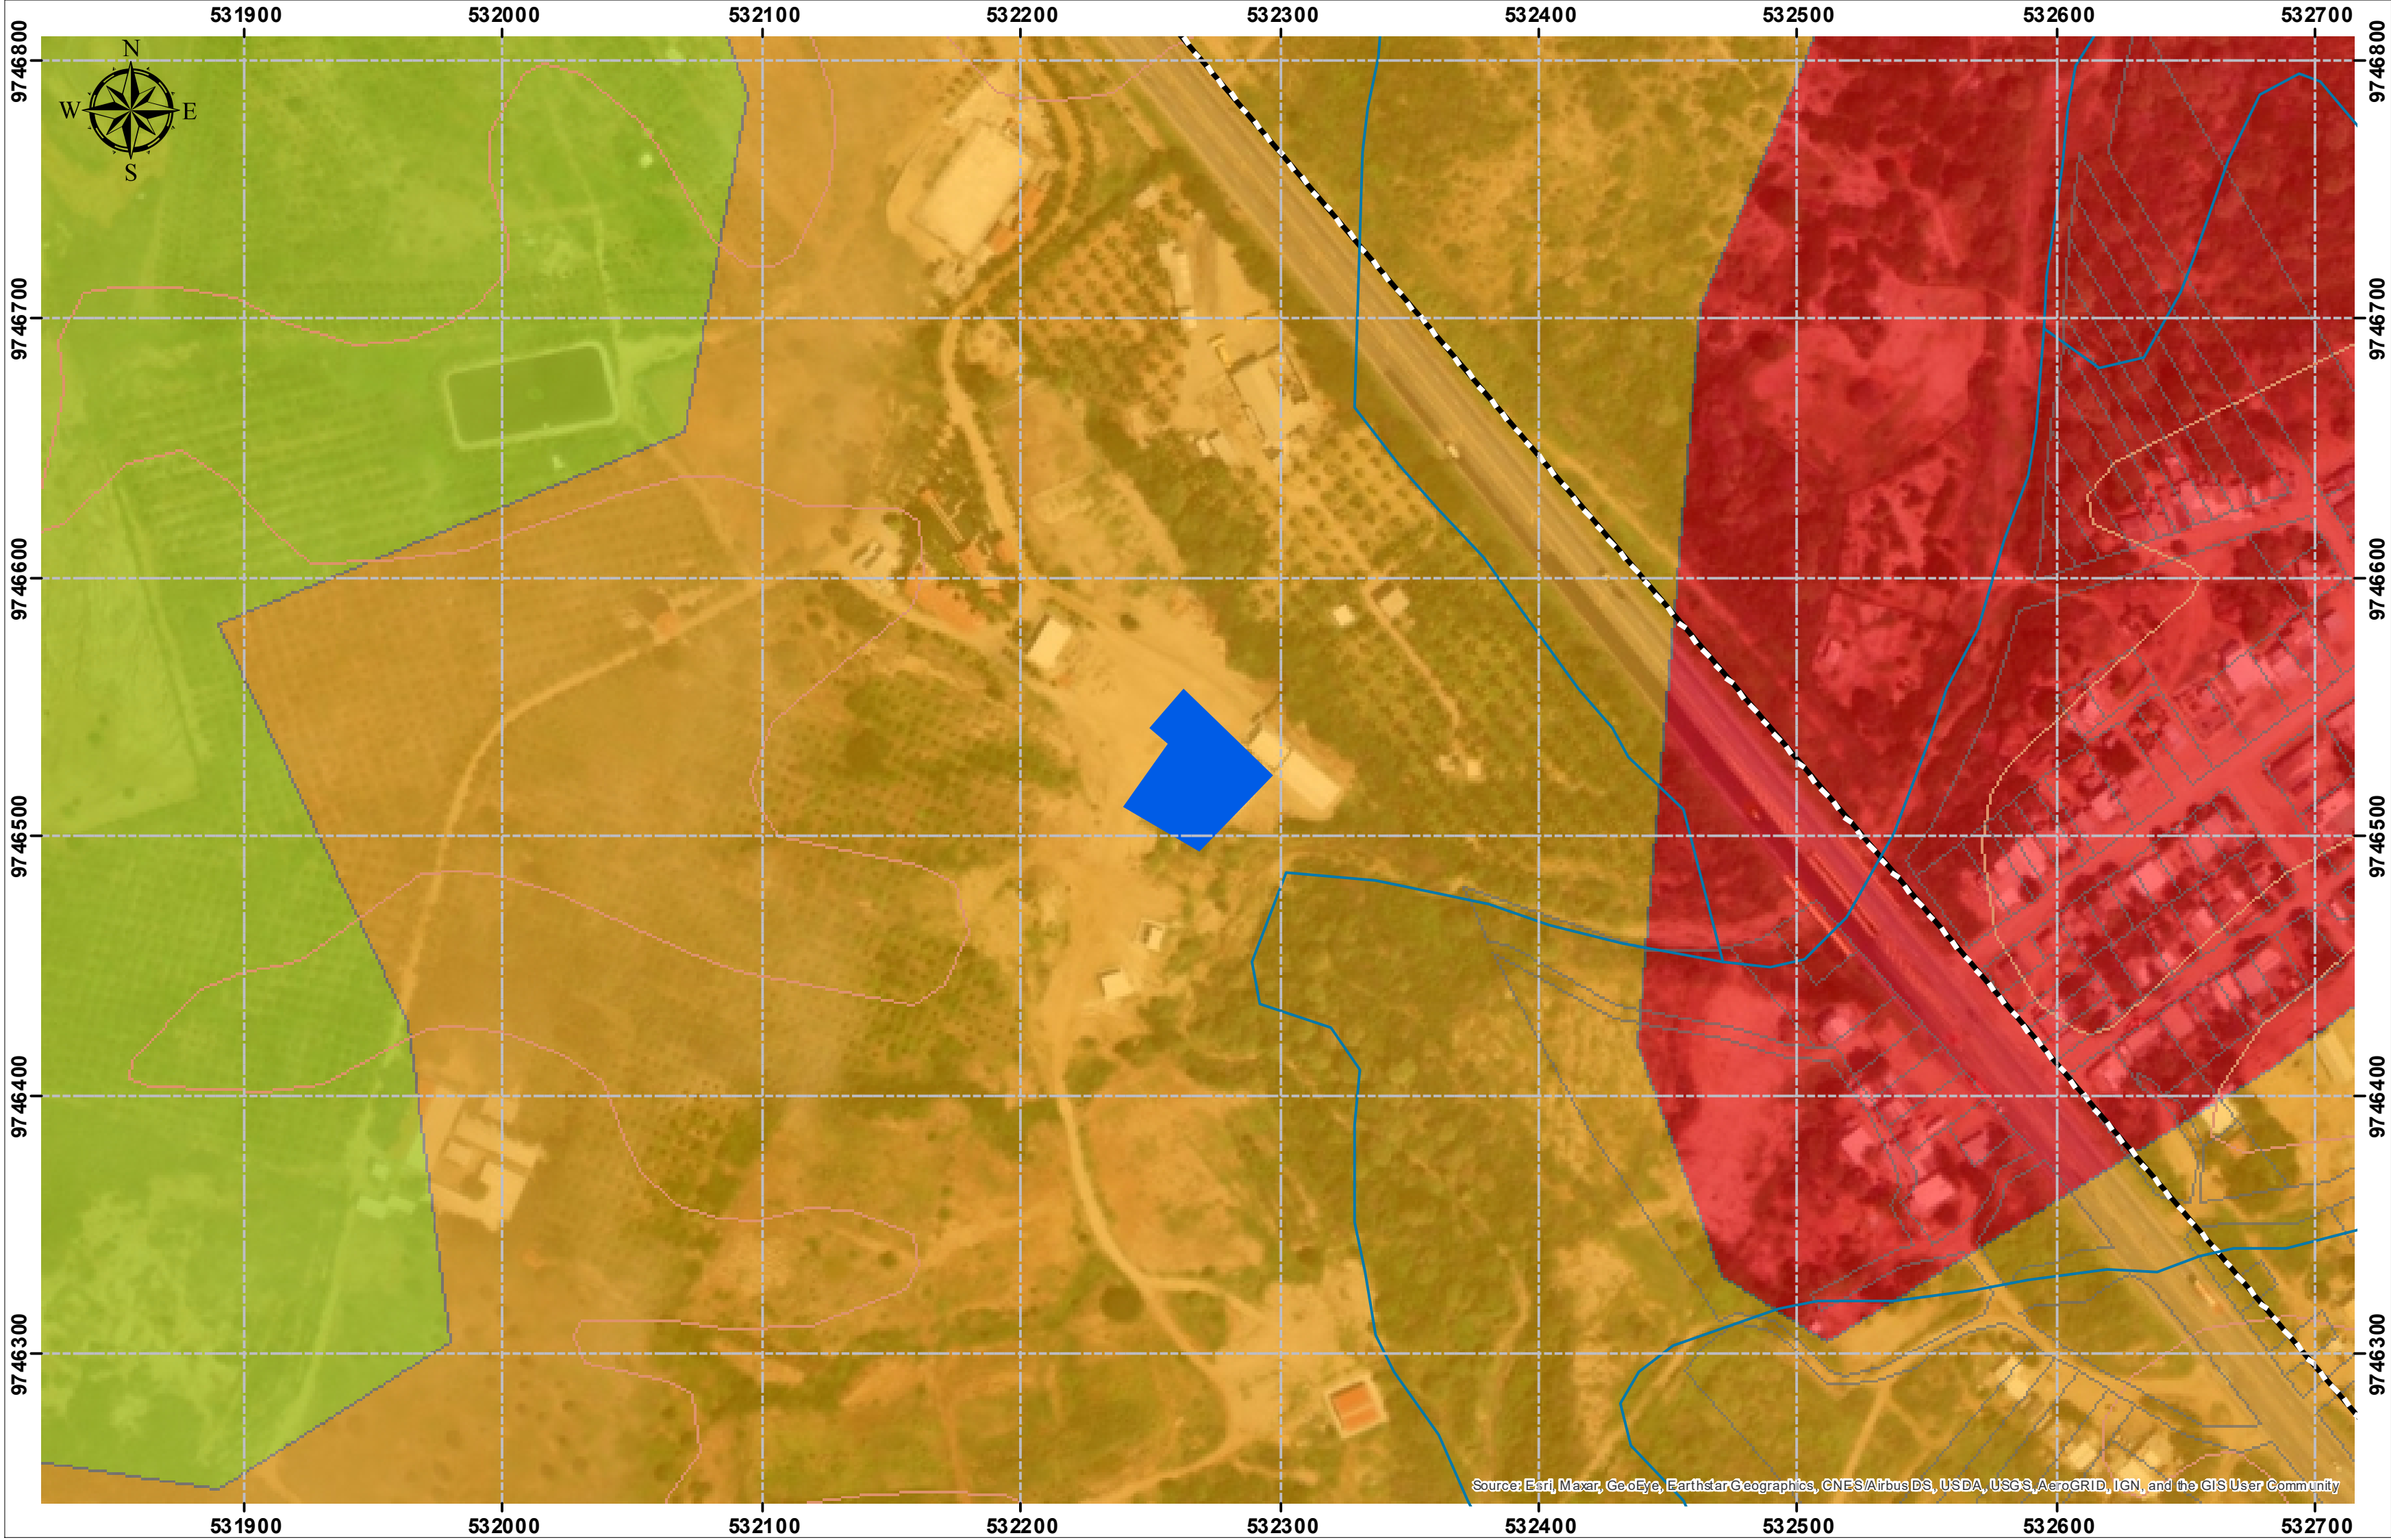 531900 532000 532100 532200 532300 532400 532500 532600 532700
9746800 9746800
N
W E
S
9746700 9746700
9746600 9746600
9746500 9746500
9746400 9746400
9746300 9746300
Source: Esri, Maxar, GeoEye, Earthstar Geographics, CNES/Airbus DS, USDA, USGS, AeroGRID, IGN, and the GIS User Community
531900 532000 532100 532200 532300 532400 532500 532600 532700